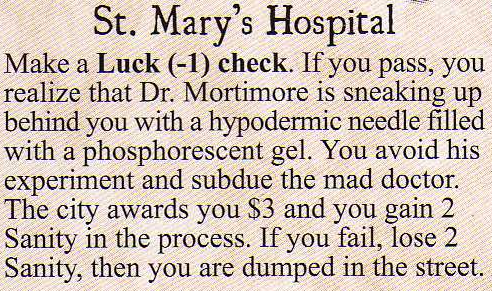 St. Mary's Hospital
Make a Luck (-1) check. If you pass, you
realize that Dr. Mortimore is sneaking up
behind you with a hypodermic needle filled
with a phosphorescent gel. You avoid his
experiment and subdue the mad doctor.
The city awards you $3 and you gain 2
Sanity in the process. If you fail, lose 2
Sanity, then you are dumped in the street.